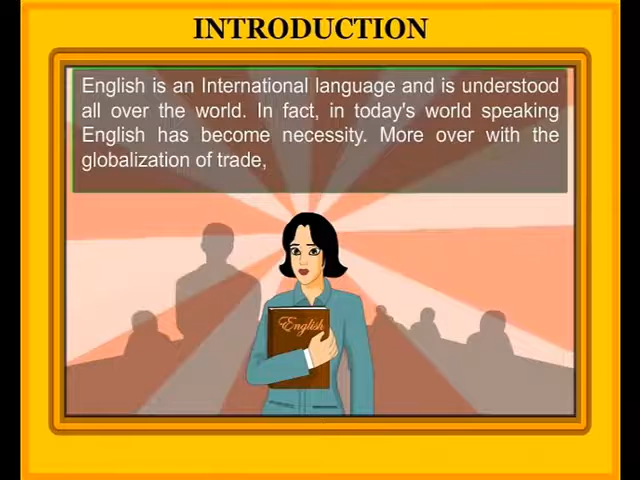 INTRODUCTION
English is an International language and is understood
all over the world. In fact, in today's world speaking
English has become necessity. More over with the
globalization of trade,
English